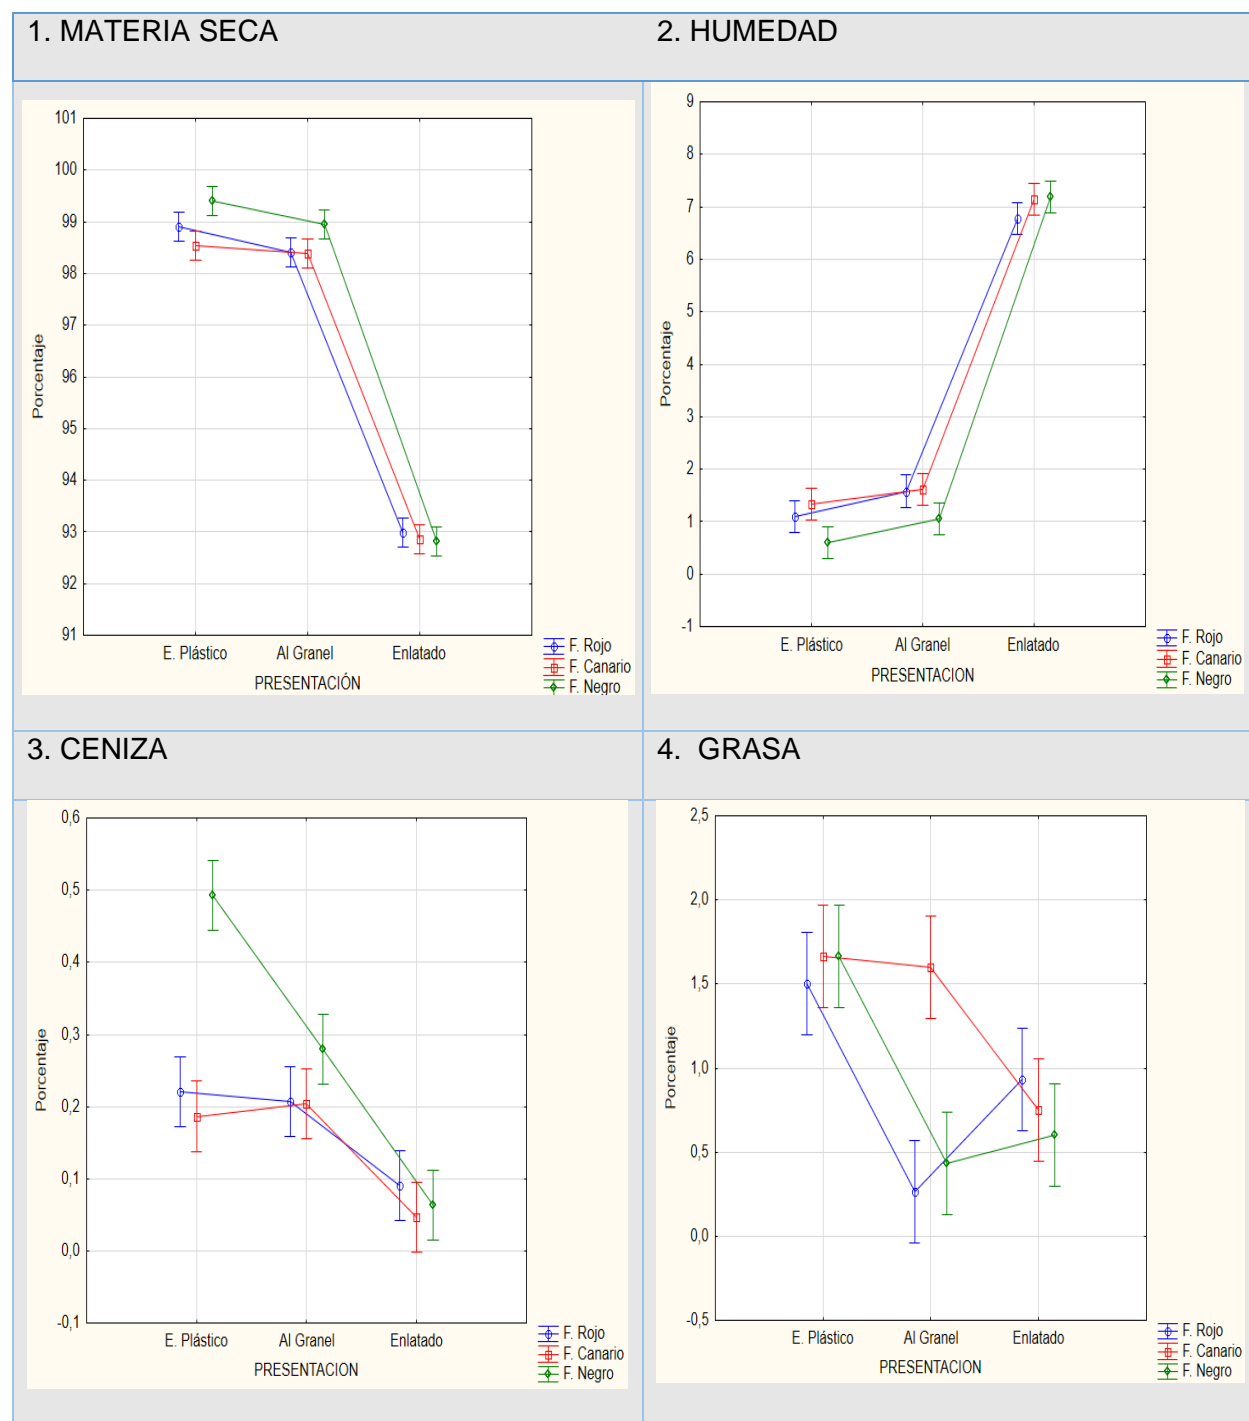 1. MATERIA SECA
2. HUMEDAD
101
100
99
98
97
96
95
94
93
92
91
Porcentaje
E. Plástico Al Granel Enlatado
PRESENTACIÓN
F. Rojo
F. Canario
F. Negro
9
8
7
6
5
4
3
2
1
0
-1
Porcentaje
E. Plástico Al Granel Enlatado
PRESENTACION
F. Rojo
F. Canario
F. Negro
3. CENIZA
4. GRASA
0,6
0,5
0,4
0,3
0,2
0,1
0,0
-0,1
Porcentaje
E. Plástico Al Granel Enlatado
PRESENTACION
F. Rojo
F. Canario
F. Negro
2,5
2,0
1,5
1,0
0,5
0,0
-0,5
Porcentaje
E. Plástico Al Granel Enlatado
PRESENTACION
F. Rojo
F. Canario
F. Negro